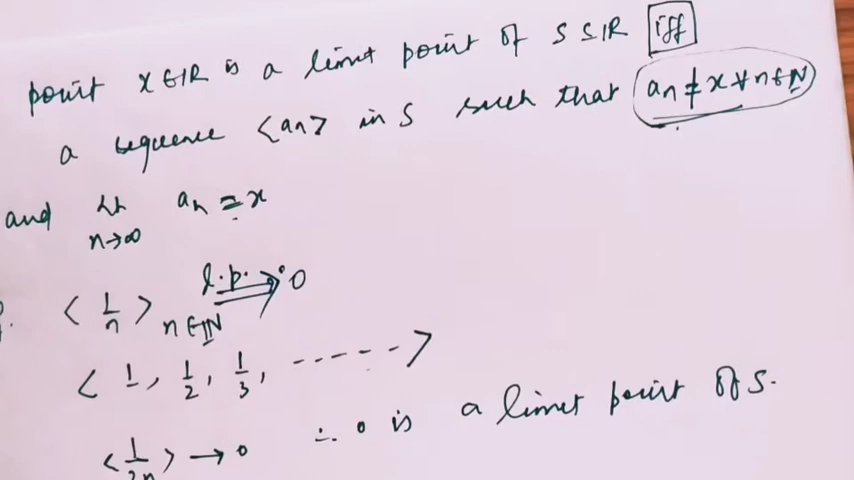 point x ∈ IR is a limit point of S ⊆ IR iff
a sequence <an> in S such that an ≠ x ∀ n ∈ N
and Lt an = x
n→∞
<1/n> n ∈ IN l.p. → 0
< 1, 1/2, 1/3, ------>
<1/2n> → 0 ∴ 0 is a limit point of S.